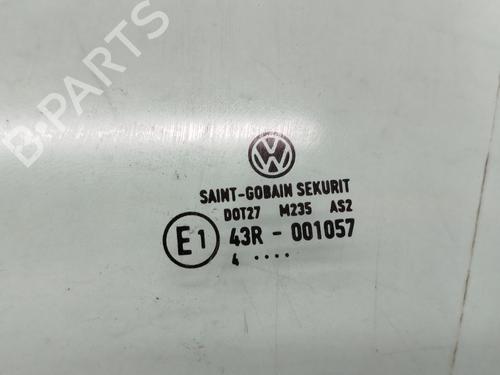 B-PARTS
VW
SAINT-GOBAIN SEKURIT
DOT27 M235 AS2
E1 43R - 001057
4 ••••